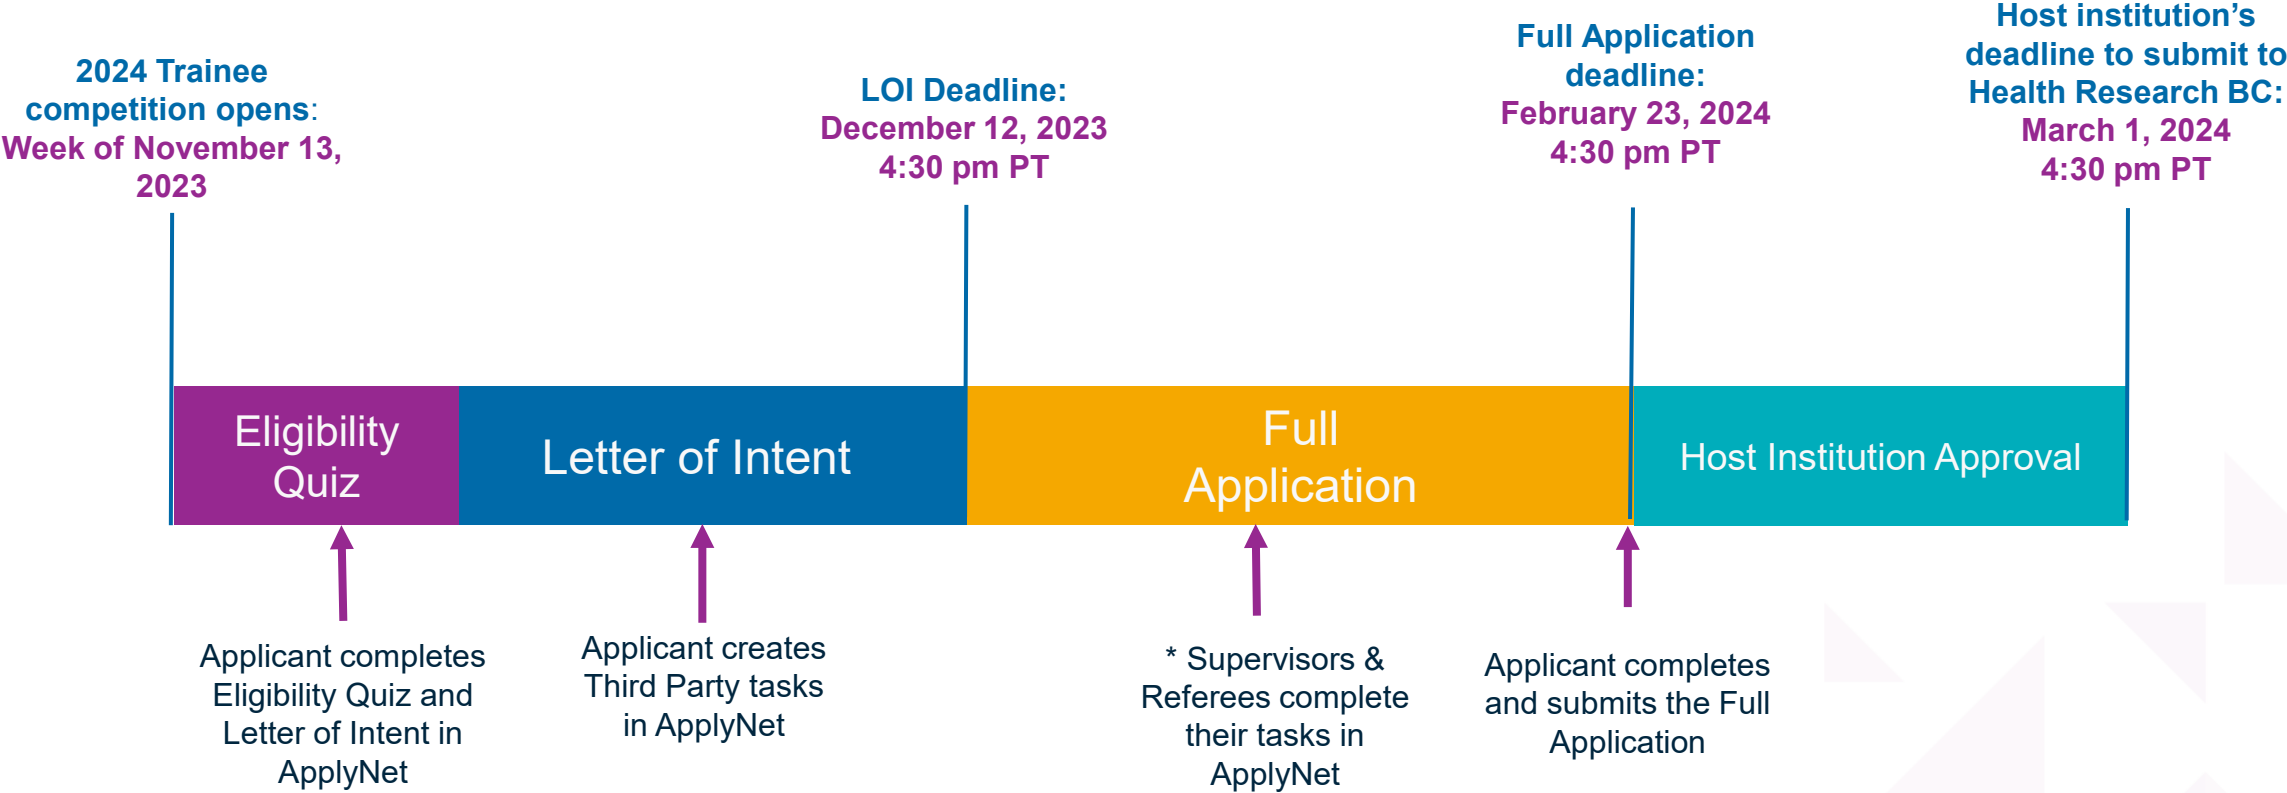 2024 Trainee
competition opens:
Week of November 13,
2023
LOI Deadline:
December 12, 2023
4:30 pm PT
Full Application
deadline:
February 23, 2024
4:30 pm PT
Host institution’s
deadline to submit to
Health Research BC:
March 1, 2024
4:30 pm PT
Eligibility
Quiz
Letter of Intent
Full
Application
Host Institution Approval
Applicant completes
Eligibility Quiz and
Letter of Intent in
ApplyNet
Applicant creates
Third Party tasks
in ApplyNet
* Supervisors &
Referees complete
their tasks in
ApplyNet
Applicant completes
and submits the Full
Application